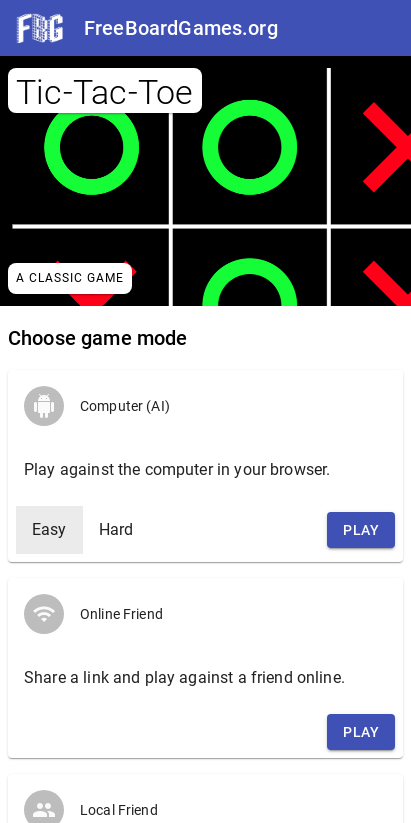 FBG FreeBoardGames.org
Tic-Tac-Toe
A CLASSIC GAME
Choose game mode
Computer (AI)
Play against the computer in your browser.
Easy Hard PLAY
Online Friend
Share a link and play against a friend online.
PLAY
Local Friend